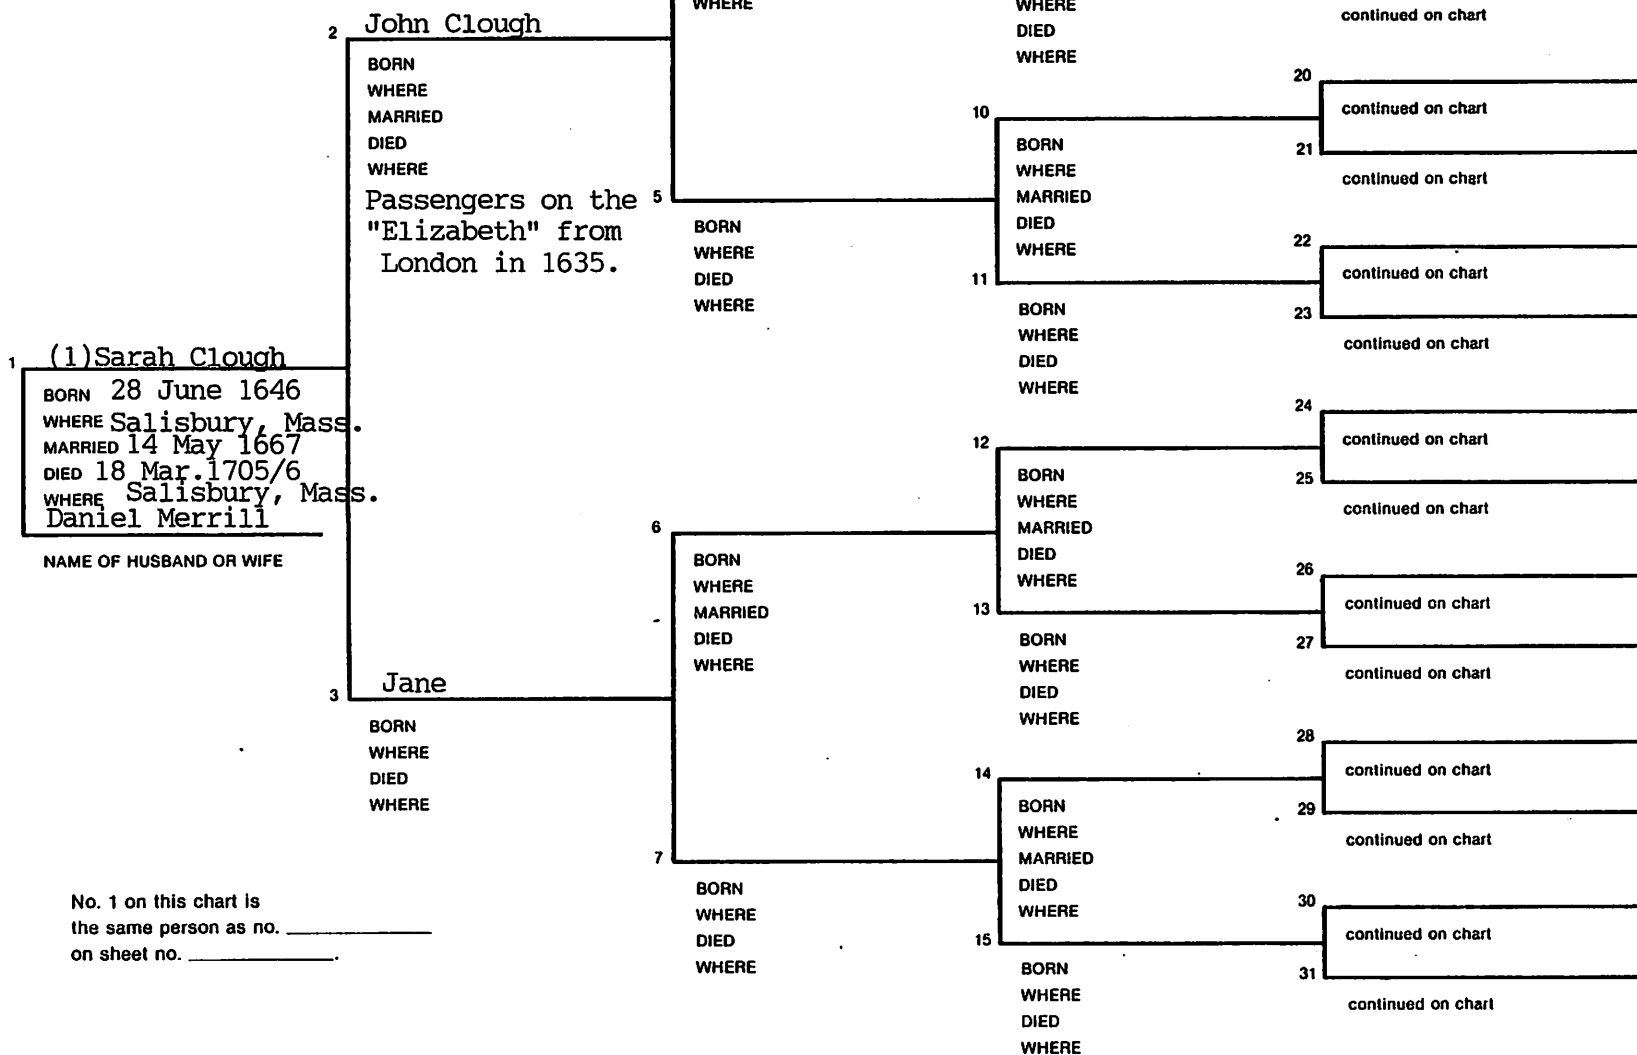 WHERE
WHERE
DIED
WHERE
continued on chart
2 John Clough
BORN
WHERE
MARRIED
DIED
WHERE
Passengers on the
"Elizabeth" from
London in 1635.
5
BORN
WHERE
DIED
WHERE
10
BORN
WHERE
MARRIED
DIED
WHERE
11
BORN
WHERE
DIED
WHERE
20
continued on chart
21
continued on chart
22
continued on chart
23
continued on chart
1 (1)Sarah Clough
BORN 28 June 1646
WHERE Salisbury, Mass.
MARRIED 14 May 1667
DIED 18 Mar.1705/6
WHERE Salisbury, Mass.
Daniel Merrill
NAME OF HUSBAND OR WIFE
3 Jane
BORN
WHERE
DIED
WHERE
6
BORN
WHERE
MARRIED
DIED
WHERE
7
BORN
WHERE
DIED
WHERE
12
BORN
WHERE
MARRIED
DIED
WHERE
13
BORN
WHERE
DIED
WHERE
14
BORN
WHERE
MARRIED
DIED
WHERE
15
BORN
WHERE
DIED
WHERE
24
continued on chart
25
continued on chart
26
continued on chart
27
continued on chart
28
continued on chart
29
continued on chart
30
continued on chart
31
continued on chart
No. 1 on this chart is
the same person as no. ____________
on sheet no. ____________.